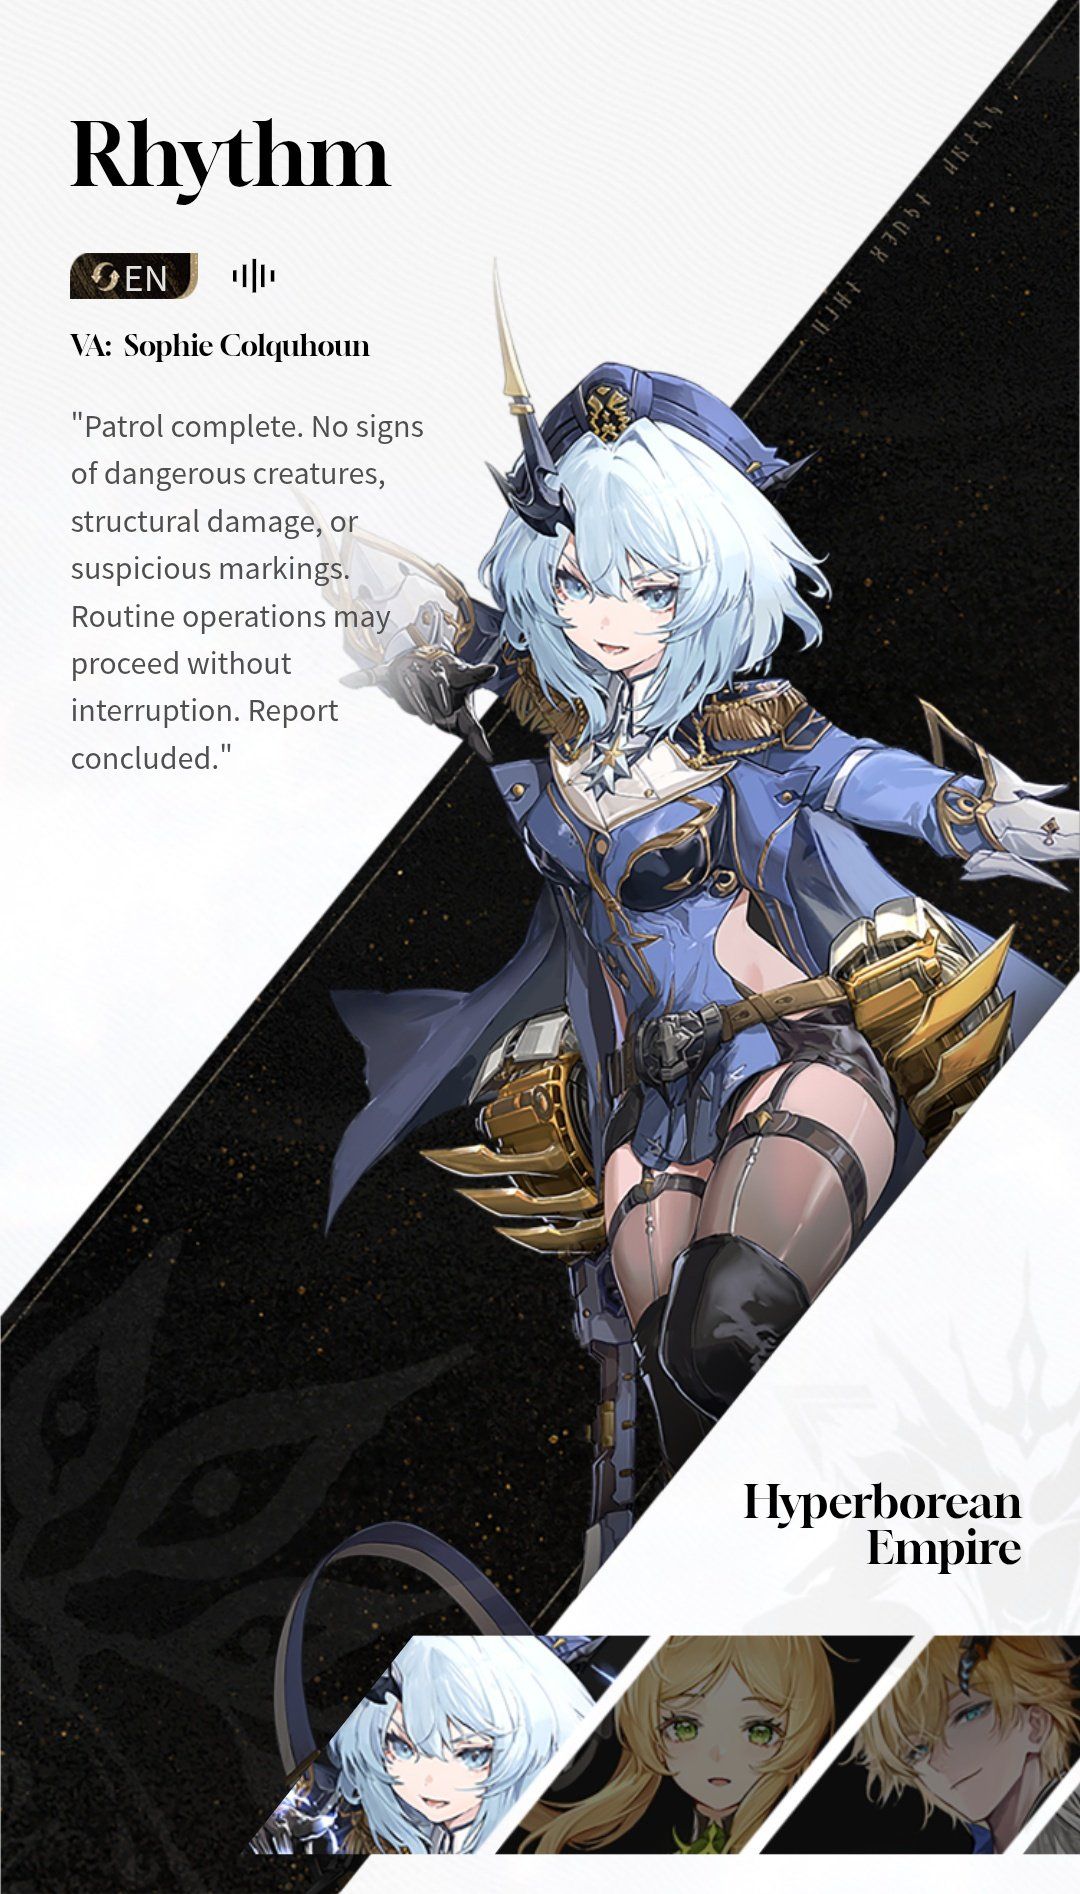 Rhythm
EN
VA: Sophie Colquhoun
"Patrol complete. No signs
of dangerous creatures,
structural damage, or
suspicious markings.
Routine operations may
proceed without
interruption. Report
concluded."
Hyperborean
Empire